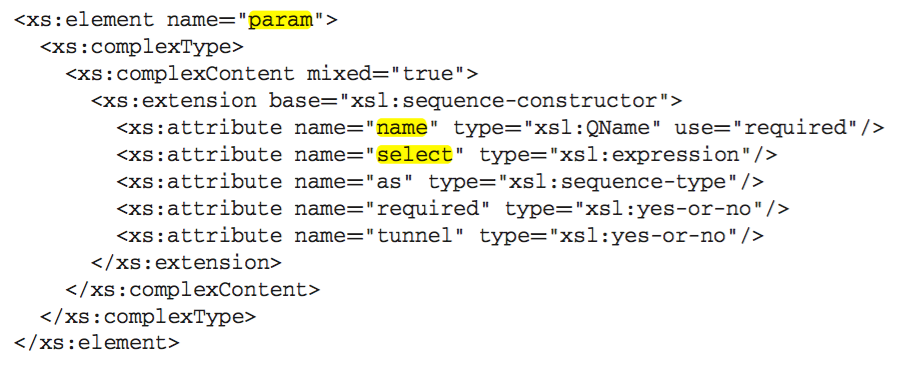 <xs:element name="param">
<xs:complexType>
<xs:complexContent mixed="true">
<xs:extension base="xsl:sequence-constructor">
<xs:attribute name="name" type="xsl:QName" use="required"/>
<xs:attribute name="select" type="xsl:expression"/>
<xs:attribute name="as" type="xsl:sequence-type"/>
<xs:attribute name="required" type="xsl:yes-or-no"/>
<xs:attribute name="tunnel" type="xsl:yes-or-no"/>
</xs:extension>
</xs:complexContent>
</xs:complexType>
</xs:element>